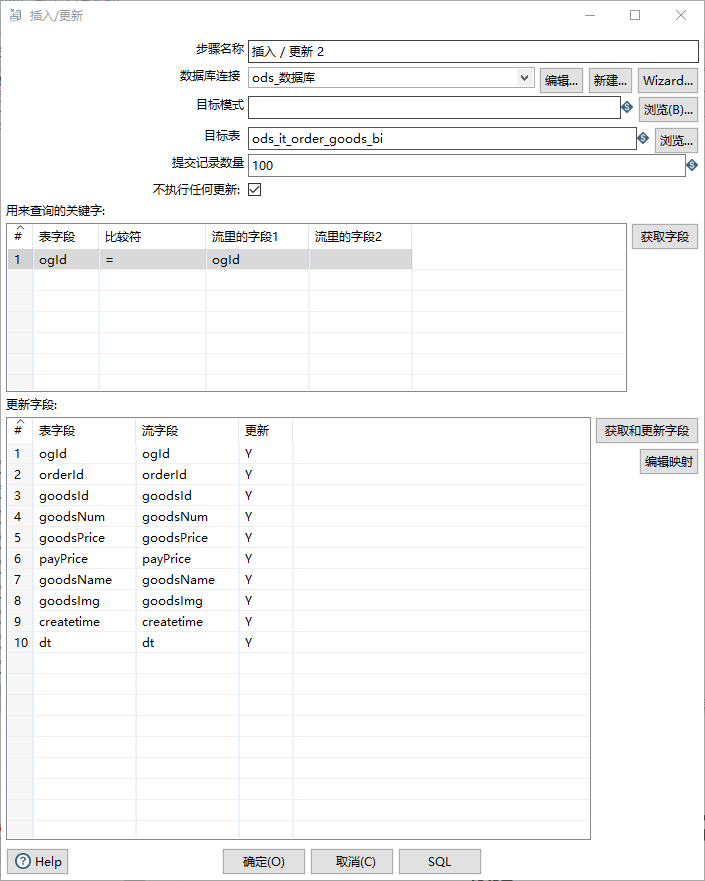 插入/更新
步骤名称 插入 / 更新 2
数据库连接 ods_数据库 编辑... 新建... Wizard...
目标模式 浏览(B)...
目标表 ods_it_order_goods_bi 浏览...
提交记录数量 100
不执行任何更新:
用来查询的关键字:
# 表字段 比较符 流里的字段1 流里的字段2 获取字段
1 ogId = ogId
更新字段:
# 表字段 流字段 更新 获取和更新字段
1 ogId ogId Y
编辑映射
2 orderId orderId Y
3 goodsId goodsId Y
4 goodsNum goodsNum Y
5 goodsPrice goodsPrice Y
6 payPrice payPrice Y
7 goodsName goodsName Y
8 goodsImg goodsImg Y
9 createtime createtime Y
10 dt dt Y
Help 确定(O) 取消(C) SQL